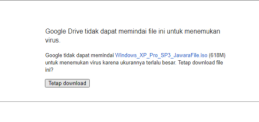 Google Drive tidak dapat memindai file ini untuk menemukan
virus.
Google tidak dapat memindai Windows_XP_Pro_SP3_JawaraFile.iso (618M)
untuk menemukan virus karena ukurannya terlalu besar. Tetap download file
ini?
Tetap download